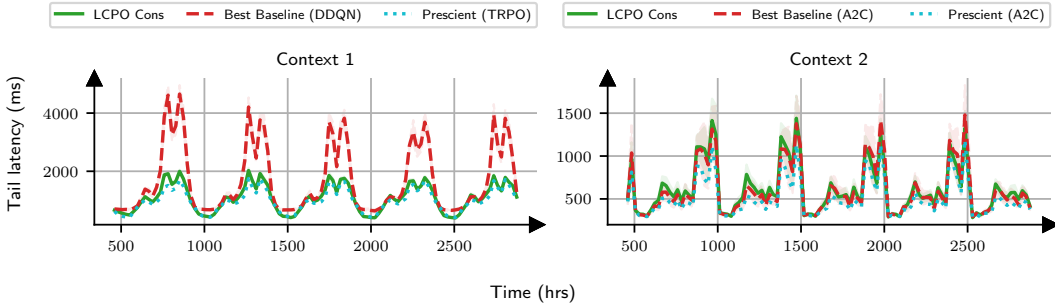 LCPO Cons Best Baseline (DDQN) Prescient (TRPO)
LCPO Cons Best Baseline (A2C) Prescient (A2C)
Context 1
Context 2
Tail latency (ms)
4000
2000
500 1000 1500 2000 2500
1500
1000
500
500 1000 1500 2000 2500
Time (hrs)